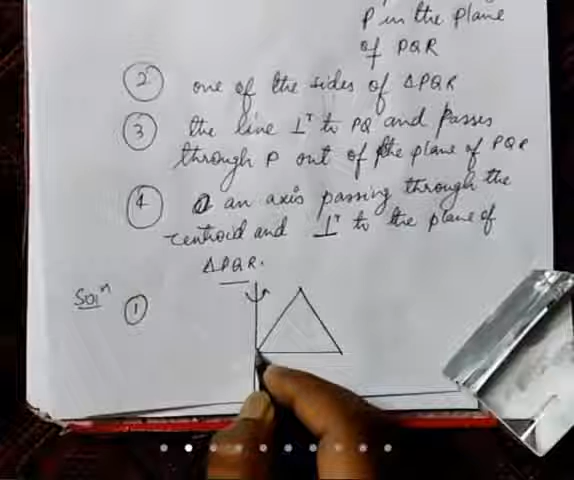 P in the plane
of PQR
② one of the sides of △PQR
③ the line ⊥ʳ to PQ and passes
through P out of the plane of PQR
④ an axis passing through the
centroid and ⊥ʳ to the plane of
△PQR.
Solⁿ ①